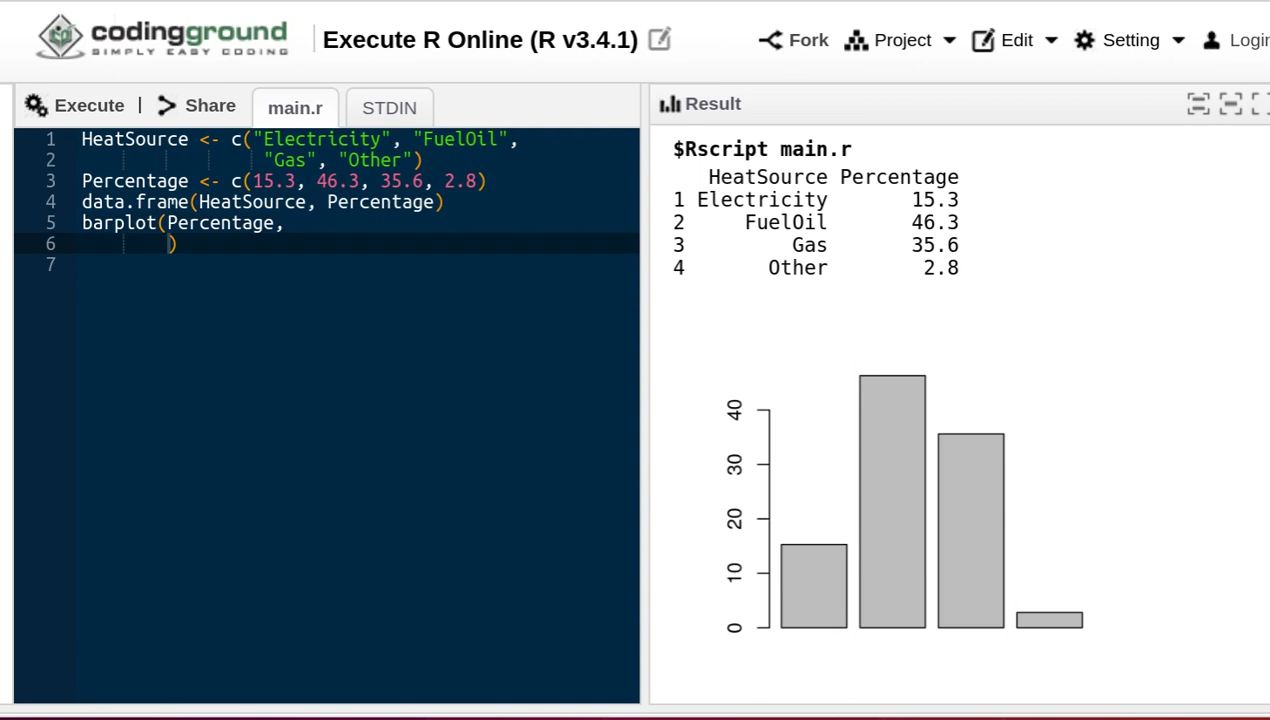 codingground
SIMPLY EASY CODING
Execute R Online (R v3.4.1)
Fork
Project
Edit
Setting
Execute | Share
main.r
STDIN
1 HeatSource <- c("Electricity", "FuelOil",
2 "Gas", "Other")
3 Percentage <- c(15.3, 46.3, 35.6, 2.8)
4 data.frame(HeatSource, Percentage)
5 barplot(Percentage,
6 )
7
Result
$Rscript main.r
HeatSource Percentage
1 Electricity 15.3
2 FuelOil 46.3
3 Gas 35.6
4 Other 2.8
40
30
20
10
0